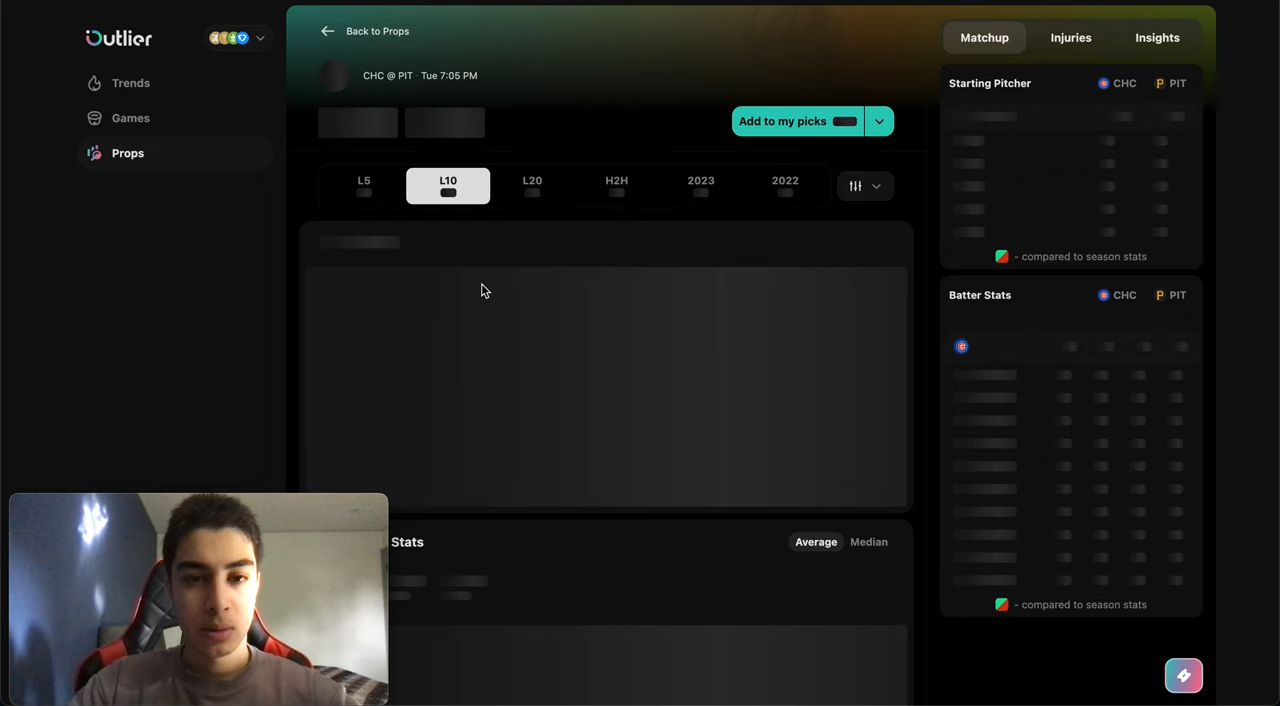 Outlier
Trends
Games
Props
Back to Props
CHC @ PIT · Tue 7:05 PM
Add to my picks
L5
L10
L20
H2H
2023
2022
Stats
Average
Median
Matchup
Injuries
Insights
Starting Pitcher
CHC
PIT
- compared to season stats
Batter Stats
CHC
PIT
- compared to season stats